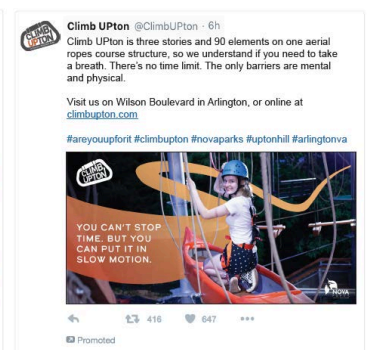 CLIMB
UPTON
Climb UPton @ClimbUPton · 6h
Climb UPton is three stories and 90 elements on one aerial
ropes course structure, so we understand if you need to take
a breath. There's no time limit. The only barriers are mental
and physical.
Visit us on Wilson Boulevard in Arlington, or online at
climbupton.com
#areyouupforit #climbupton #novaparks #uptonhill #arlingtonva
CLIMB
UPTON
YOU CAN'T STOP
TIME. BUT YOU
CAN PUT IT IN
SLOW MOTION.
NOVA
416 647
Promoted